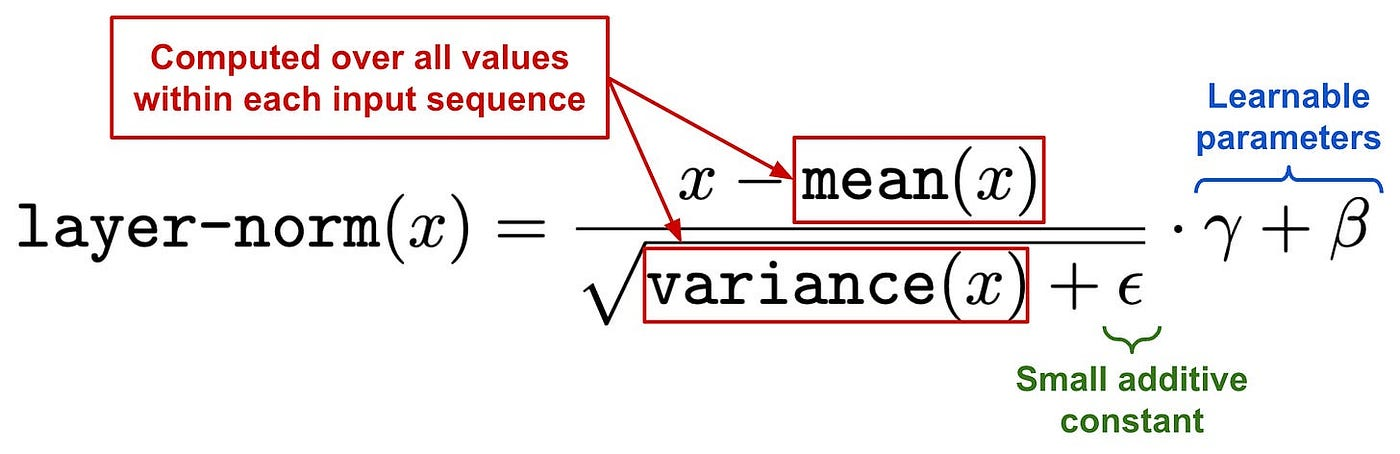 Computed over all values
within each input sequence
Learnable
parameters
layer-norm(x) = x − mean(x) / √variance(x) + ϵ · γ + β
Small additive
constant